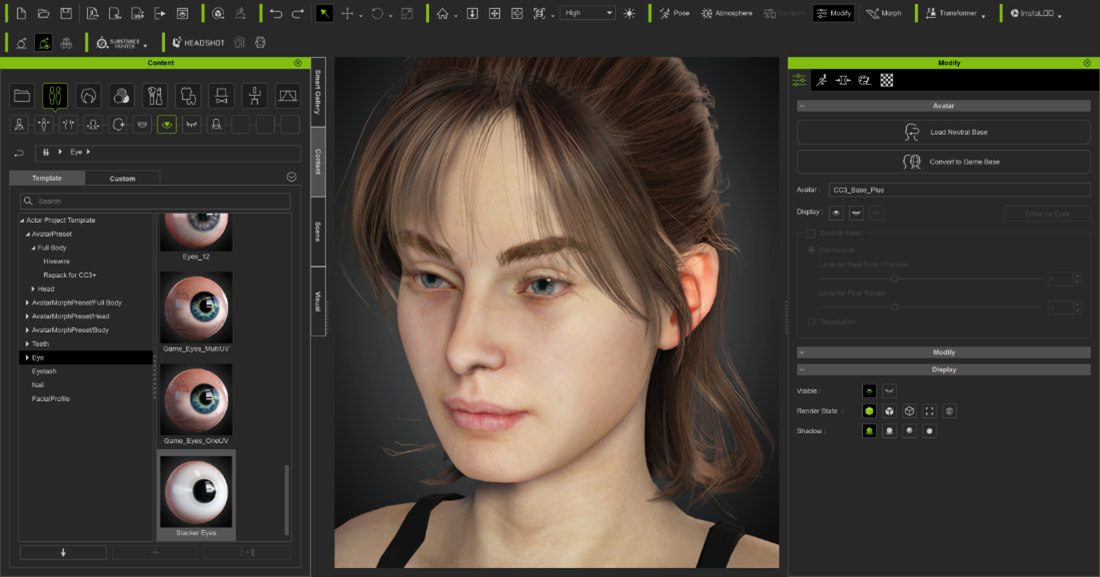 High
Pose
Atmosphere
Conform
Modify
Morph
Transformer
InstaLOD
SUBSTANCE
PAINTER
HEADSHOT
Content
Modify
Smart Gallery
Content
Scene
Visual
Eye
Template
Custom
Search
Actor Project Template
AvatarPreset
Full Body
Hivewire
Repack for CC3+
Head
AvatarMorphPreset/Full Body
AvatarMorphPreset/Head
AvatarMorphPreset/Body
Teeth
Eye
Eyelash
Nail
FacialProfile
Eyes_12
Game_Eyes_MultiUV
Game_Eyes_OneUV
Slacker Eyes
Avatar
Load Neutral Base
Convert to Game Base
Avatar :
CC3_Base_Plus
Display :
Enhance Eyes
Smooth Mesh
Subdivision
Level for Real Time / Preview
Level for Final Render
Tessellation
Modify
Display
Visible :
Render State :
Shadow :